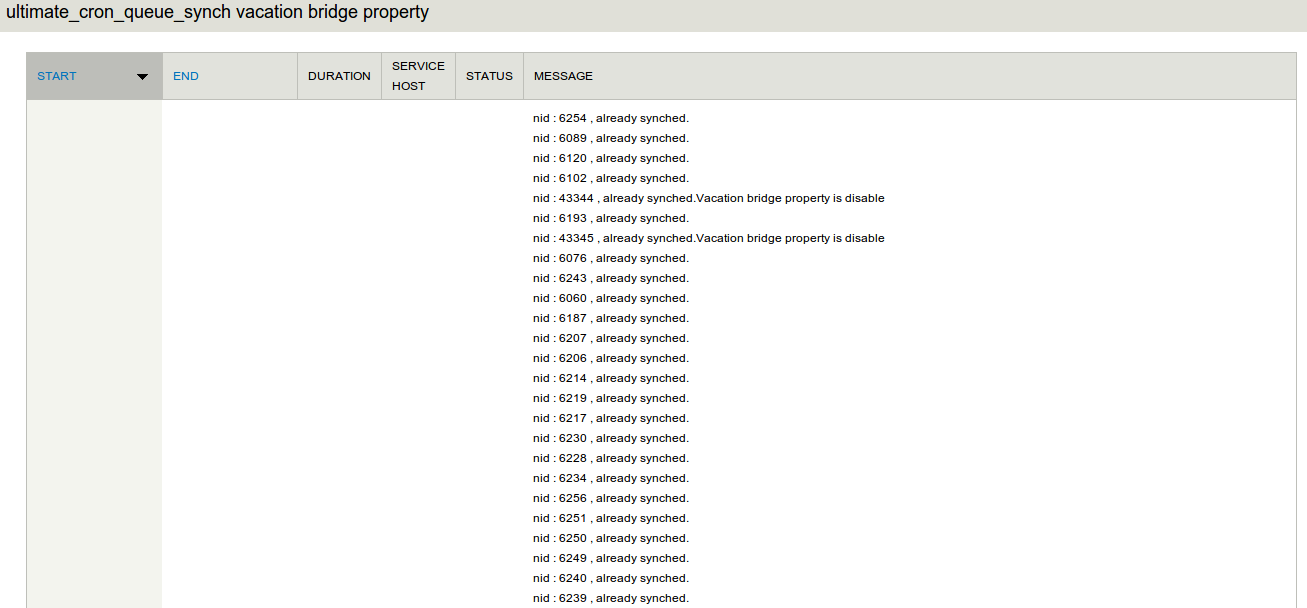 ultimate_cron_queue_synch vacation bridge property
START END DURATION SERVICE HOST STATUS MESSAGE
nid : 6254 , already synched.
nid : 6089 , already synched.
nid : 6120 , already synched.
nid : 6102 , already synched.
nid : 43344 , already synched.Vacation bridge property is disable
nid : 6193 , already synched.
nid : 43345 , already synched.Vacation bridge property is disable
nid : 6076 , already synched.
nid : 6243 , already synched.
nid : 6060 , already synched.
nid : 6187 , already synched.
nid : 6207 , already synched.
nid : 6206 , already synched.
nid : 6214 , already synched.
nid : 6219 , already synched.
nid : 6217 , already synched.
nid : 6230 , already synched.
nid : 6228 , already synched.
nid : 6234 , already synched.
nid : 6256 , already synched.
nid : 6251 , already synched.
nid : 6250 , already synched.
nid : 6249 , already synched.
nid : 6240 , already synched.
nid : 6239 , already synched.